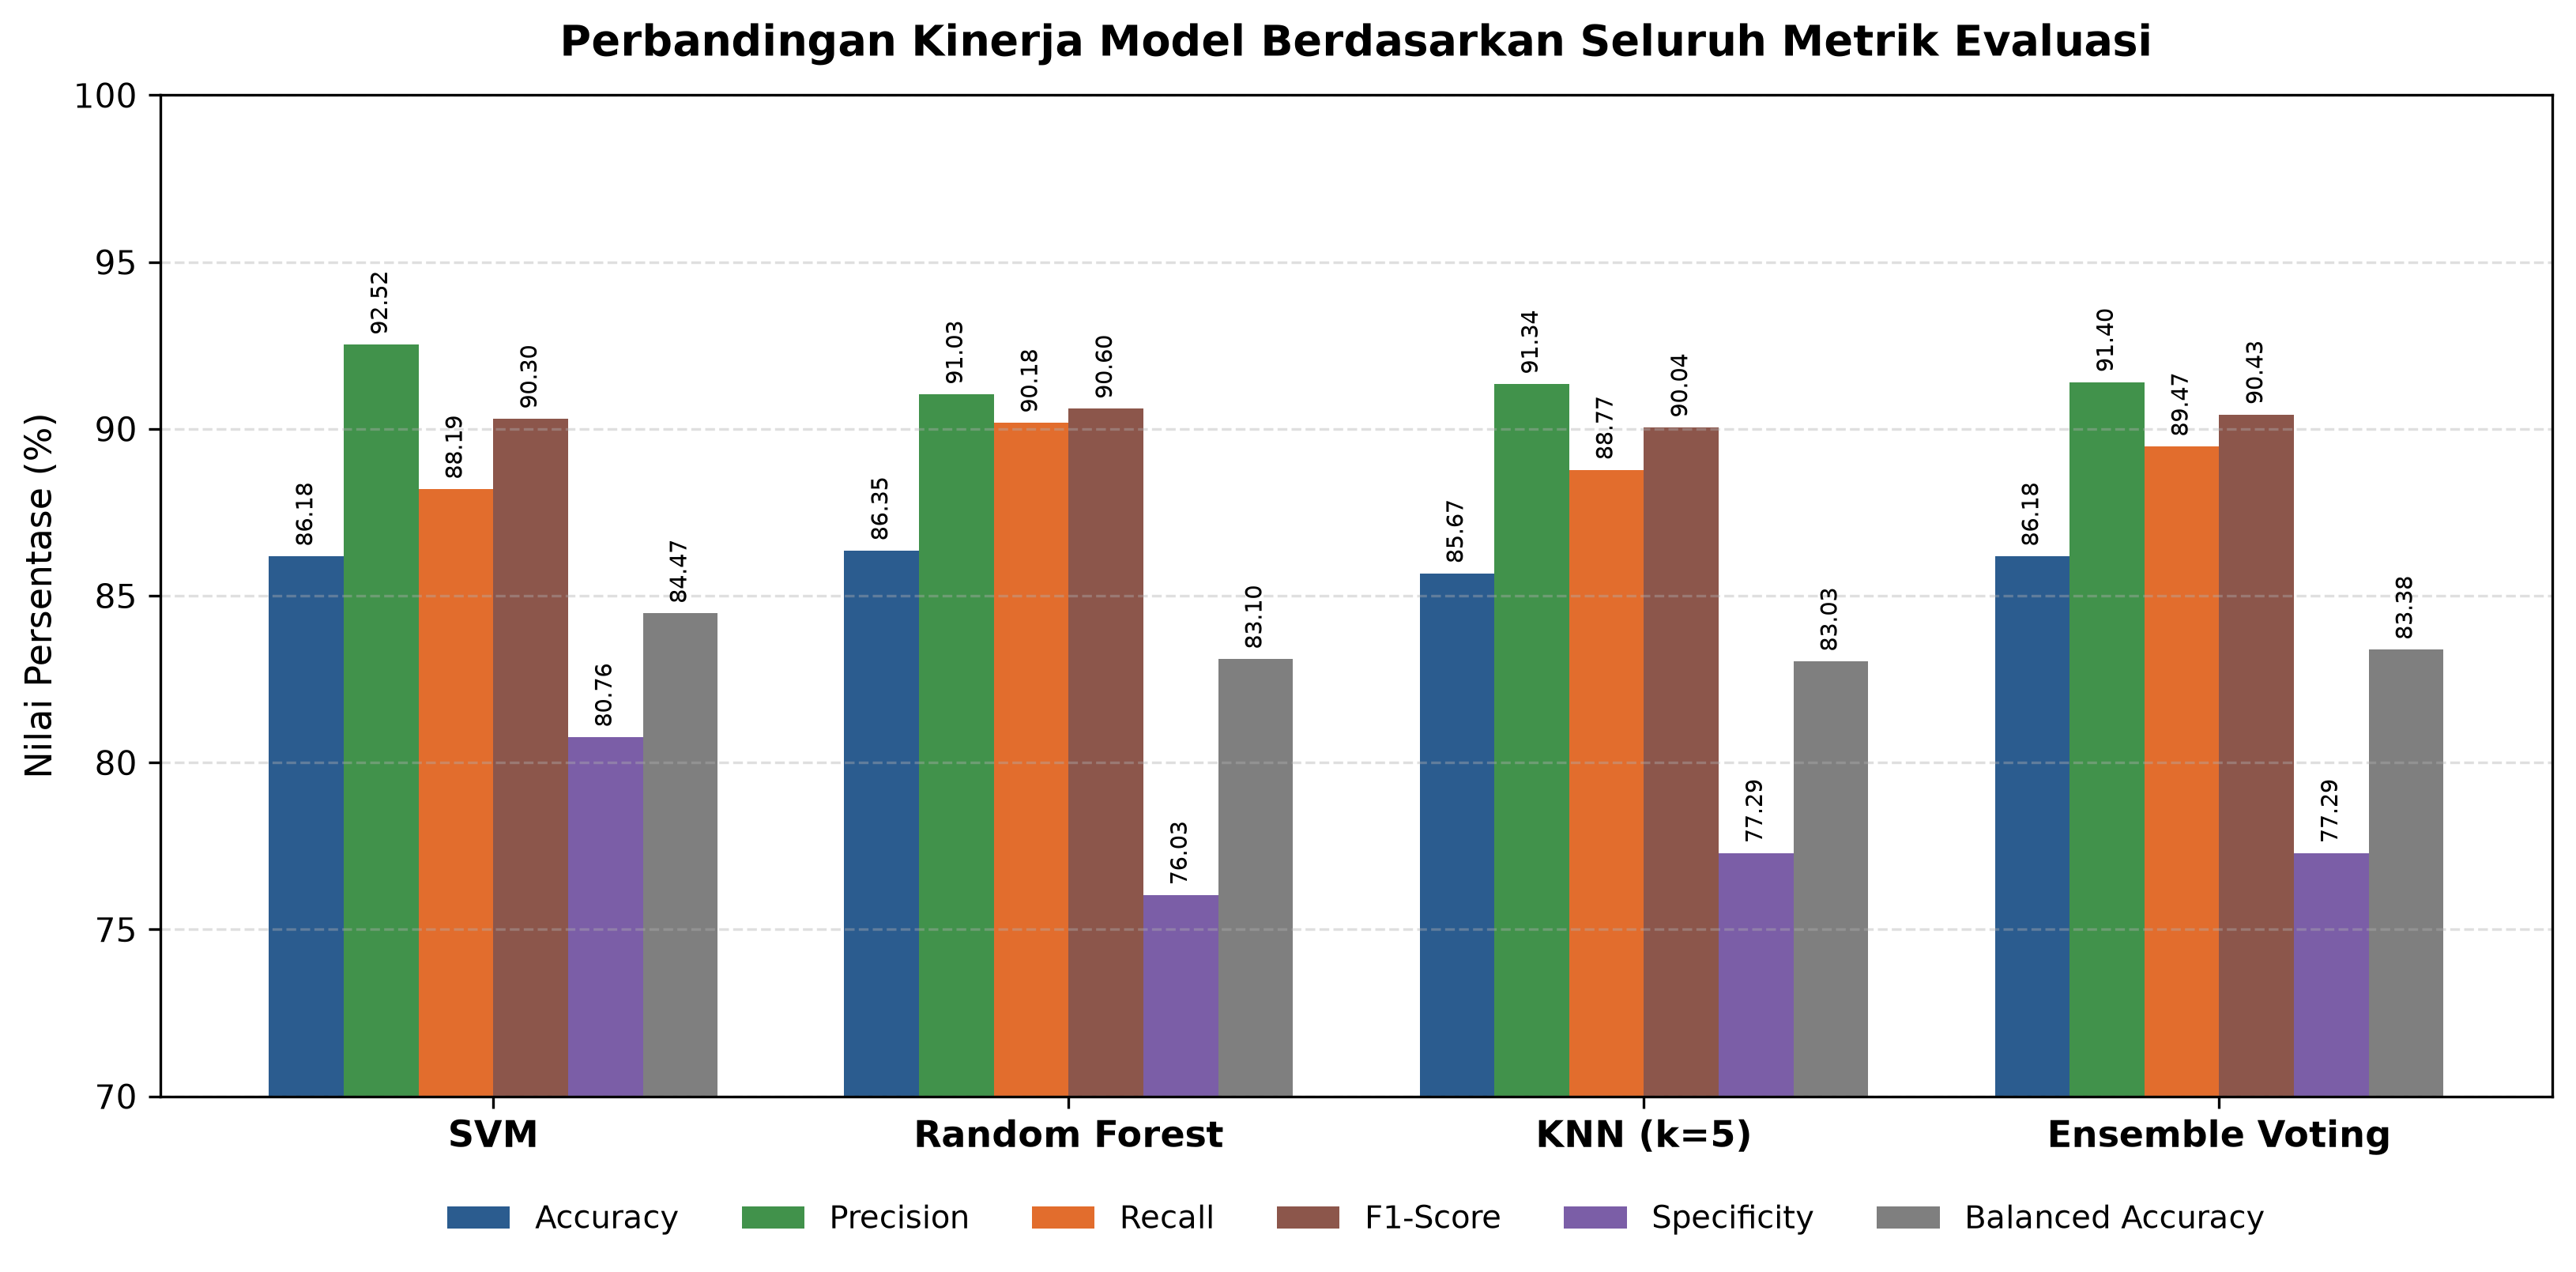 Perbandingan Kinerja Model Berdasarkan Seluruh Metrik Evaluasi
Nilai Persentase (%)
100
95
90
85
80
75
70
86.18
92.52
88.19
90.30
80.76
84.47
86.35
91.03
90.18
90.60
76.03
83.10
85.67
91.34
88.77
90.04
77.29
83.03
86.18
91.40
89.47
90.43
77.29
83.38
SVM
Random Forest
KNN (k=5)
Ensemble Voting
Accuracy
Precision
Recall
F1-Score
Specificity
Balanced Accuracy